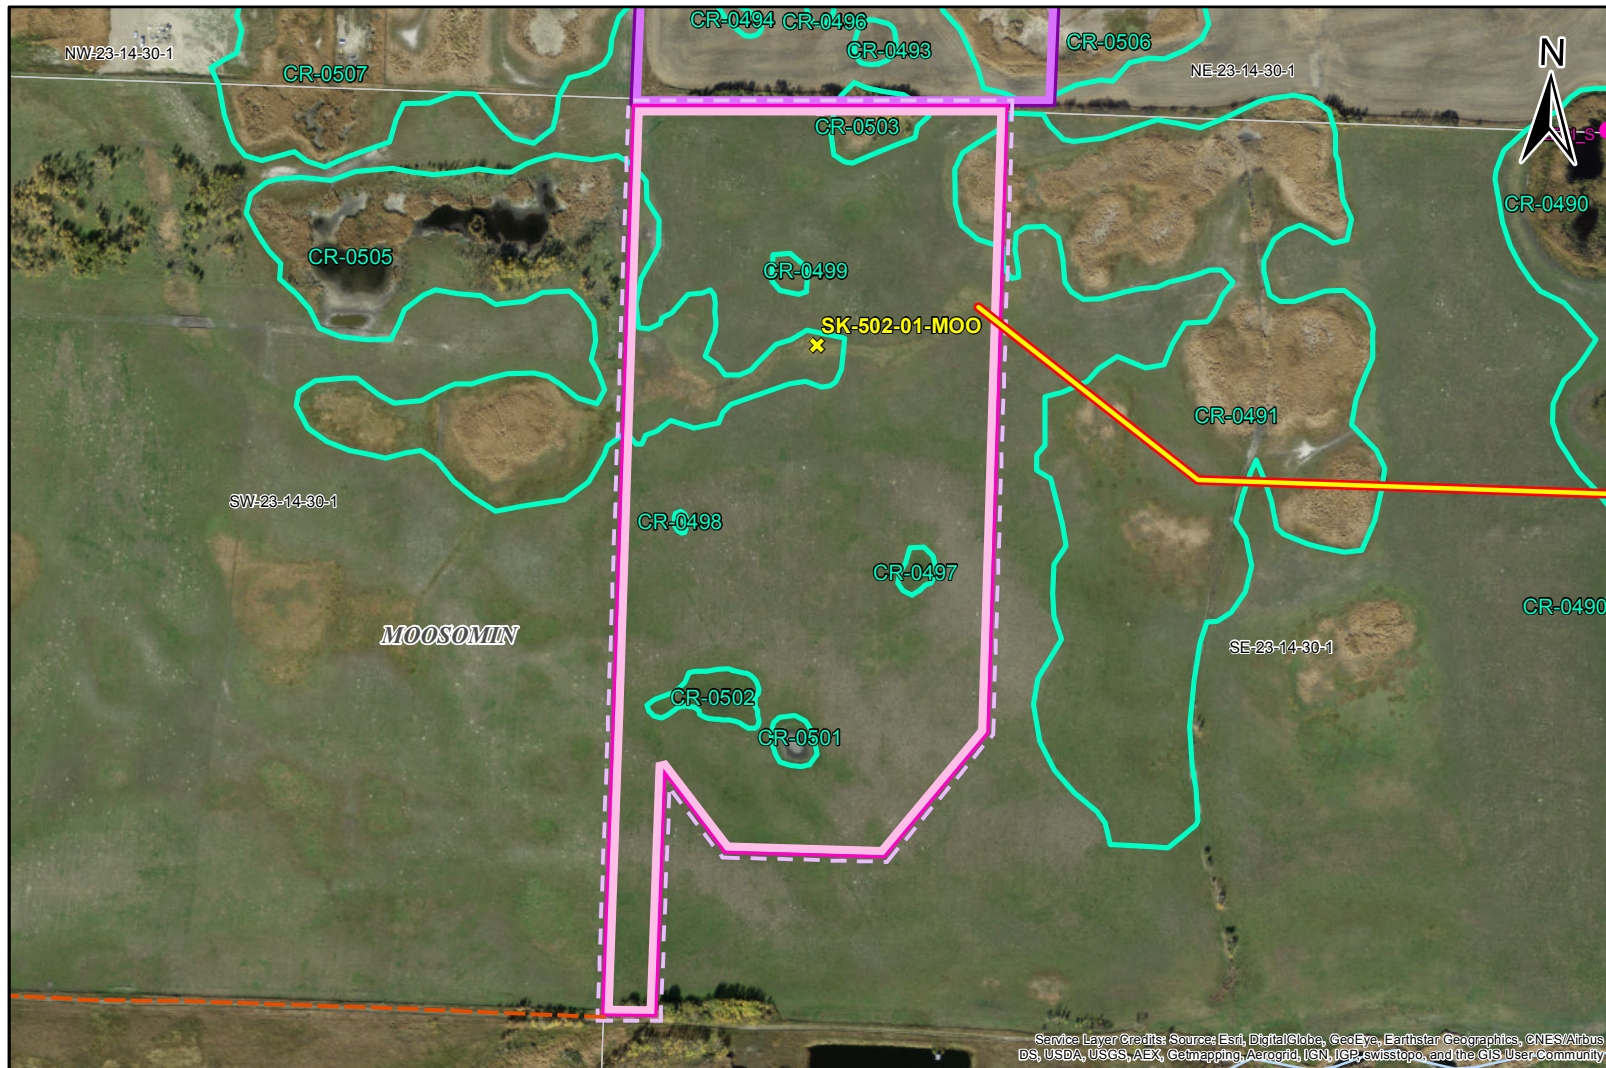 CR-0494
CR-0496
CR-0493
CR-0506
N
NW-23-14-30-1
CR-0507
NE-23-14-30-1
CR-0503
CR-0490
CR-0505
CR-0499
SK-502-01-MOO
CR-0491
SW-23-14-30-1
CR-0498
CR-0497
CR-0490
MOOSOMIN
SE-23-14-30-1
CR-0502
CR-0501
Service Layer Credits: Source: Esri, DigitalGlobe, GeoEye, Earthstar Geographics, CNES/Airbus
DS, USDA, USGS, AEX, Getmapping, Aerogrid, IGN, IGP, swisstopo, and the GIS User Community